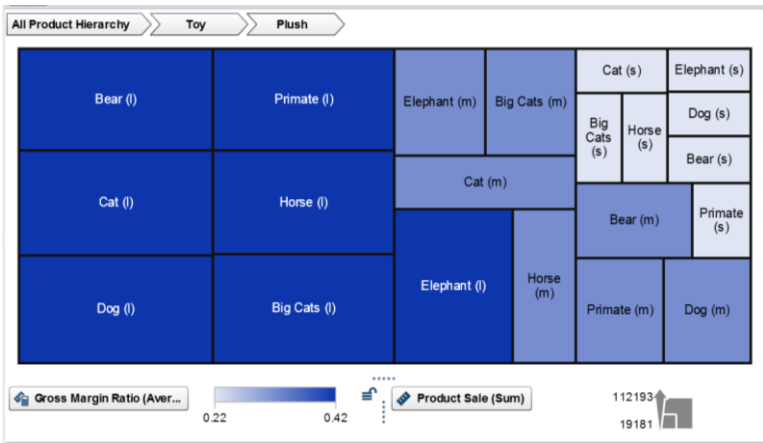 All Product Hierarchy
Toy
Plush
Bear (l)
Primate (l)
Elephant (m)
Big Cats (m)
Cat (s)
Elephant (s)
Big
Cats
(s)
Horse
(s)
Dog (s)
Bear (s)
Cat (m)
Cat (l)
Horse (l)
Bear (m)
Primate
(s)
Elephant (l)
Horse
(m)
Dog (l)
Big Cats (l)
Primate (m)
Dog (m)
Gross Margin Ratio (Aver...
0.22
0.42
Product Sale (Sum)
112193
19181